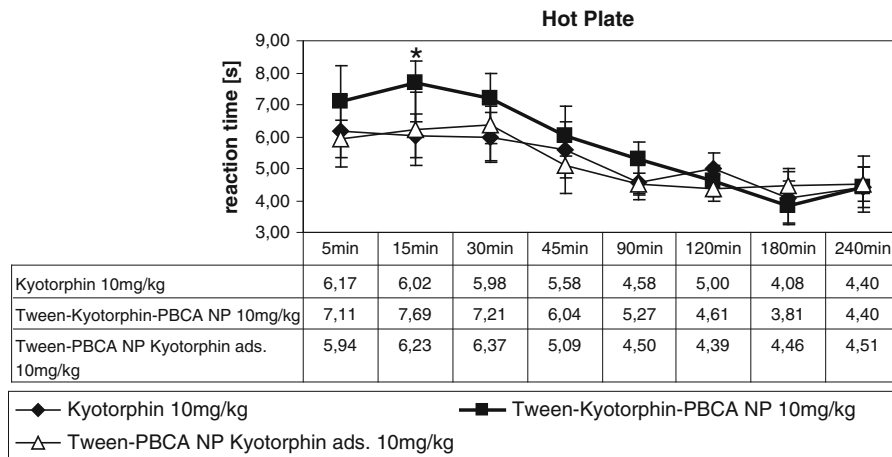 Hot Plate
reaction time [s]
9,00
8,00
7,00
6,00
5,00
4,00
3,00
*
5min 15min 30min 45min 90min 120min 180min 240min
Kyotorphin 10mg/kg 6,17 6,02 5,98 5,58 4,58 5,00 4,08 4,40
Tween-Kyotorphin-PBCA NP 10mg/kg 7,11 7,69 7,21 6,04 5,27 4,61 3,81 4,40
Tween-PBCA NP Kyotorphin ads. 5,94 6,23 6,37 5,09 4,50 4,39 4,46 4,51
10mg/kg
Kyotorphin 10mg/kg Tween-Kyotorphin-PBCA NP 10mg/kg
Tween-PBCA NP Kyotorphin ads. 10mg/kg